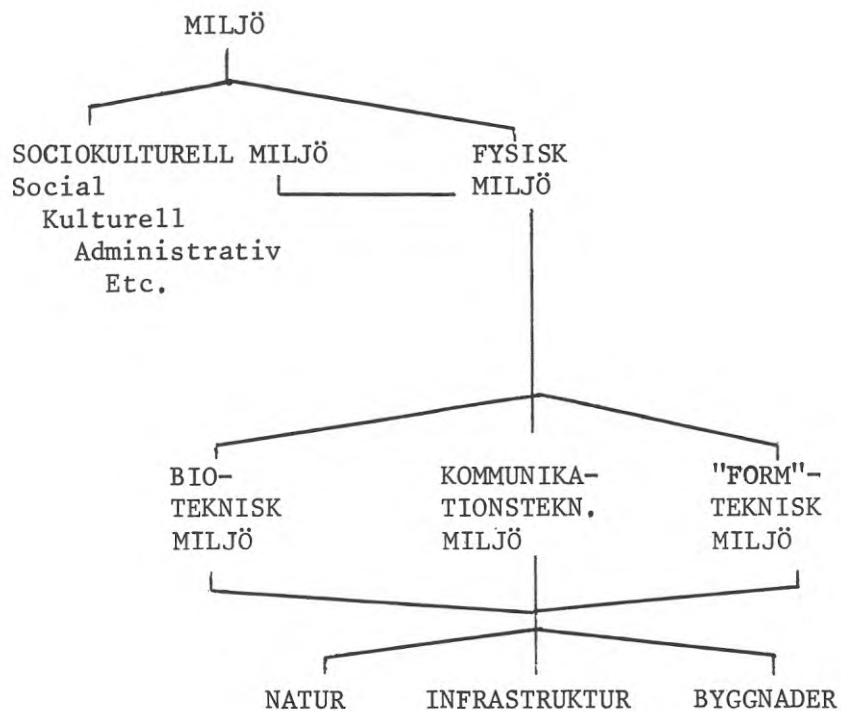 MILJÖ
SOCIOKULTURELL MILJÖ
Social
Kulturell
Administrativ
Etc.
FYSISK
MILJÖ
BIO-
TEKNISK
MILJÖ
KOMMUNIKA-
TIONSTEKN.
MILJÖ
"FORM"-
TEKNISK
MILJÖ
NATUR
INFRASTRUKTUR
BYGGNADER